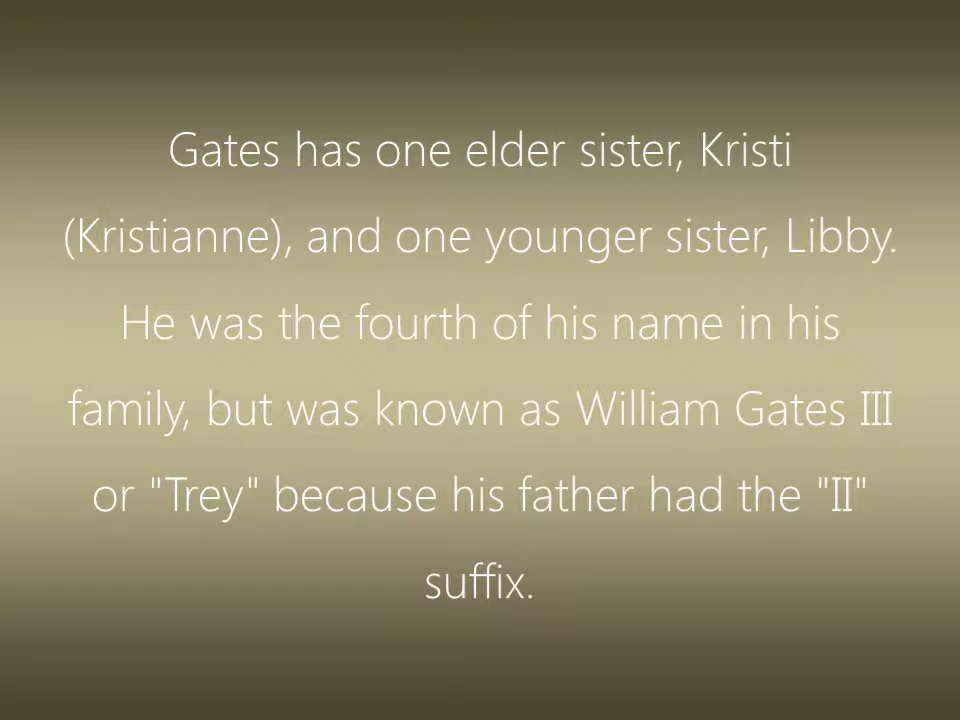 Gates has one elder sister, Kristi
(Kristianne), and one younger sister, Libby.
He was the fourth of his name in his
family, but was known as William Gates III
or "Trey" because his father had the "II"
suffix.